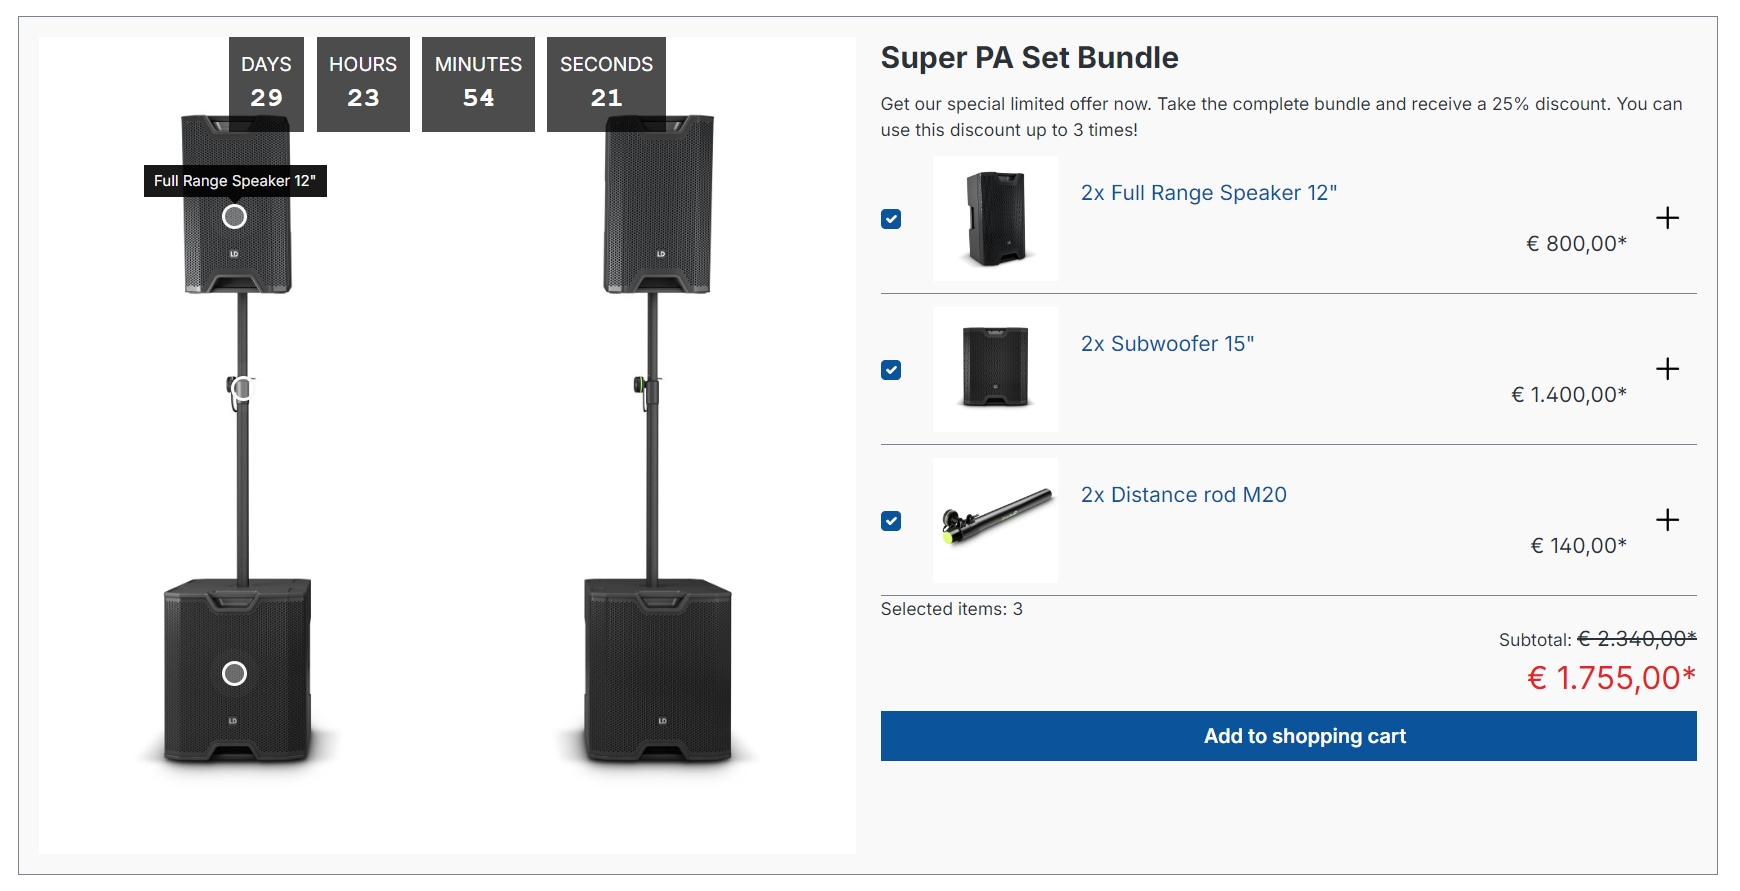 DAYS HOURS MINUTES SECONDS
29 23 54 21
Full Range Speaker 12"
LD LD
LD LD
Super PA Set Bundle
Get our special limited offer now. Take the complete bundle and receive a 25% discount. You can
use this discount up to 3 times!
2x Full Range Speaker 12"
€ 800,00*
2x Subwoofer 15"
€ 1.400,00*
2x Distance rod M20
€ 140,00*
Selected items: 3
Subtotal: € 2.340,00*
€ 1.755,00*
Add to shopping cart